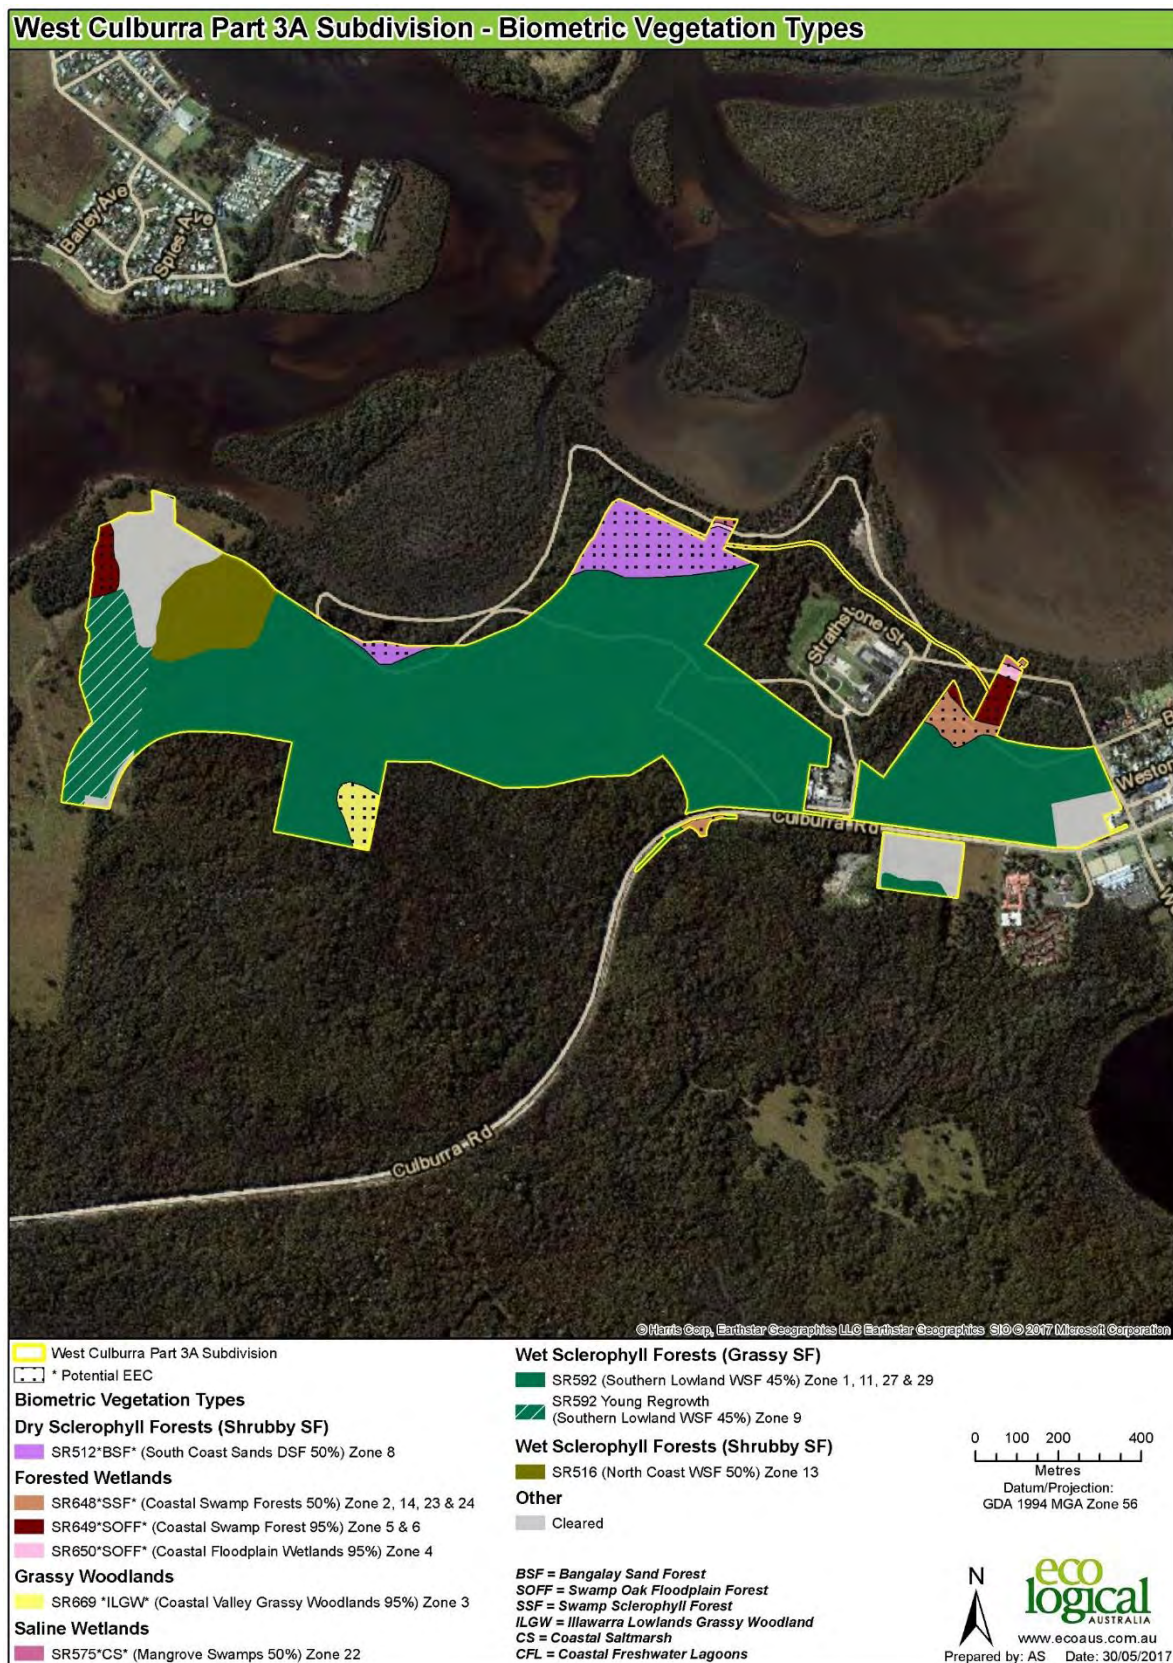 West Culburra Part 3A Subdivision - Biometric Vegetation Types
Bailey Ave
Spies Ave
Strathstone St
Weston
Culburra Rd
Culburra Rd
© Harris Corp, Earthstar Geographics LLC Earthstar Geographics SIO © 2017 Microsoft Corporation
West Culburra Part 3A Subdivision
* Potential EEC
Biometric Vegetation Types
Dry Sclerophyll Forests (Shrubby SF)
SR512*BSF* (South Coast Sands DSF 50%) Zone 8
Forested Wetlands
SR648*SSF* (Coastal Swamp Forests 50%) Zone 2, 14, 23 & 24
SR649*SOFF* (Coastal Swamp Forest 95%) Zone 5 & 6
SR650*SOFF* (Coastal Floodplain Wetlands 95%) Zone 4
Grassy Woodlands
SR669 *ILGW* (Coastal Valley Grassy Woodlands 95%) Zone 3
Saline Wetlands
SR575*CS* (Mangrove Swamps 50%) Zone 22
Wet Sclerophyll Forests (Grassy SF)
SR592 (Southern Lowland WSF 45%) Zone 1, 11, 27 & 29
SR592 Young Regrowth
(Southern Lowland WSF 45%) Zone 9
Wet Sclerophyll Forests (Shrubby SF)
SR516 (North Coast WSF 50%) Zone 13
Other
Cleared
BSF = Bangalay Sand Forest
SOFF = Swamp Oak Floodplain Forest
SSF = Swamp Sclerophyll Forest
ILGW = Illawarra Lowlands Grassy Woodland
CS = Coastal Saltmarsh
CFL = Coastal Freshwater Lagoons
0 100 200 400
Metres
Datum/Projection:
GDA 1994 MGA Zone 56
N
eco
logical
AUSTRALIA
www.ecoaus.com.au
Prepared by: AS Date: 30/05/2017